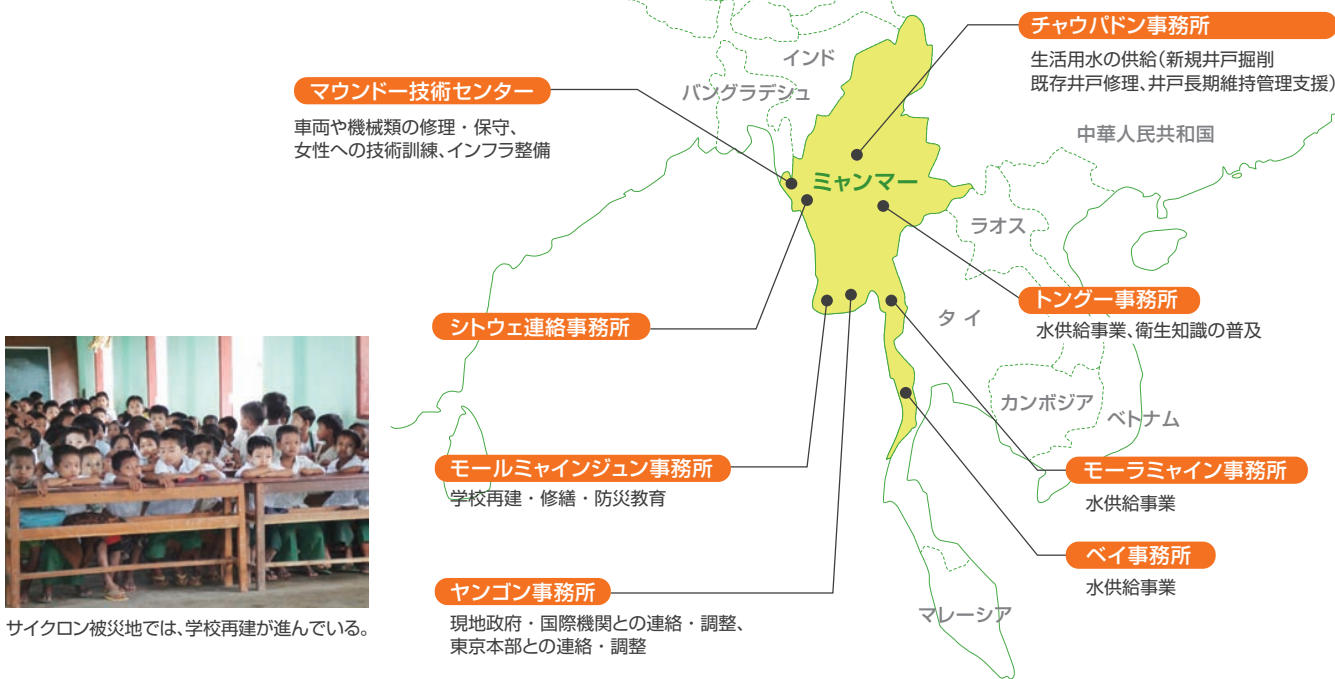 チャウパドン事務所
生活用水の供給(新規井戸掘削
既存井戸修理、井戸長期維持管理支援)
インド
バングラデシュ
マウンドー技術センター
車両や機械類の修理・保守、
女性への技術訓練、インフラ整備
中華人民共和国
ミャンマー
ラオス
トングー事務所
水供給事業、衛生知識の普及
タイ
シトウェ連絡事務所
カンボジア
ベトナム
モールミャインジュン事務所
学校再建・修繕・防災教育
モーラミャイン事務所
水供給事業
ベイ事務所
水供給事業
ヤンゴン事務所
現地政府・国際機関との連絡・調整、
東京本部との連絡・調整
マレーシア
サイクロン被災地では、学校再建が進んでいる。